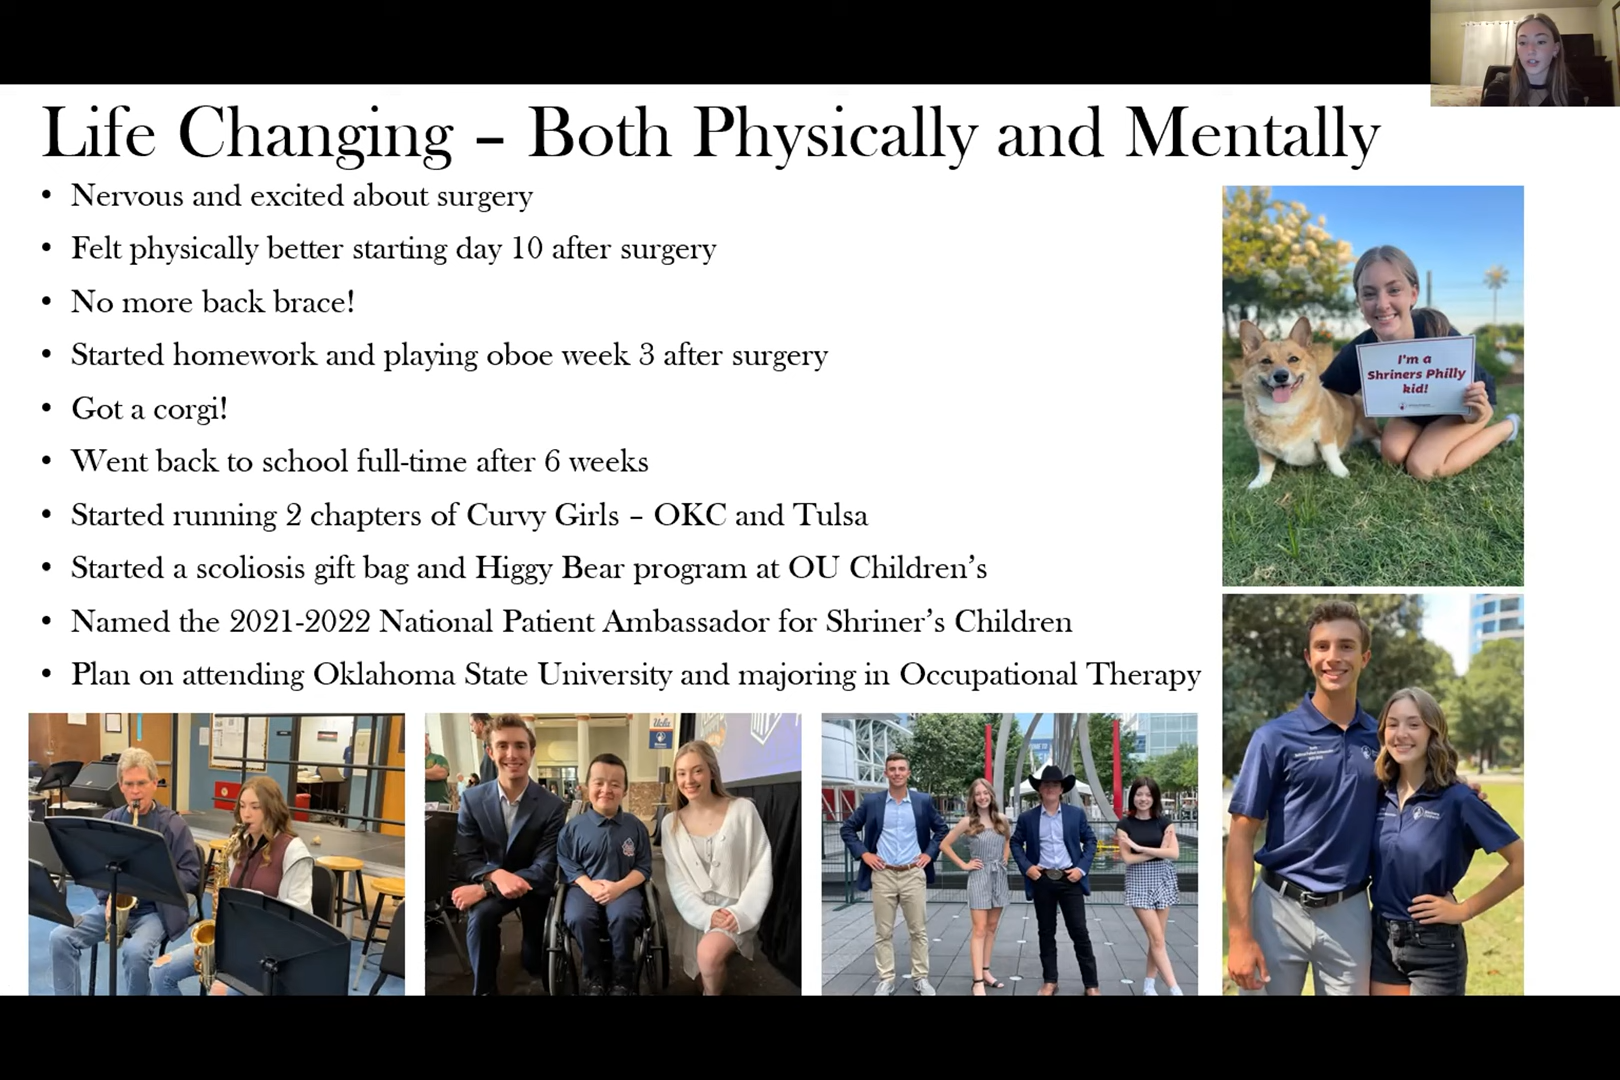 Life Changing – Both Physically and Mentally
• Nervous and excited about surgery
• Felt physically better starting day 10 after surgery
• No more back brace!
• Started homework and playing oboe week 3 after surgery
• Got a corgi!
• Went back to school full-time after 6 weeks
• Started running 2 chapters of Curvy Girls – OKC and Tulsa
• Started a scoliosis gift bag and Higgy Bear program at OU Children’s
• Named the 2021-2022 National Patient Ambassador for Shriner’s Children
• Plan on attending Oklahoma State University and majoring in Occupational Therapy
I'm a
Shriners Philly
kid!